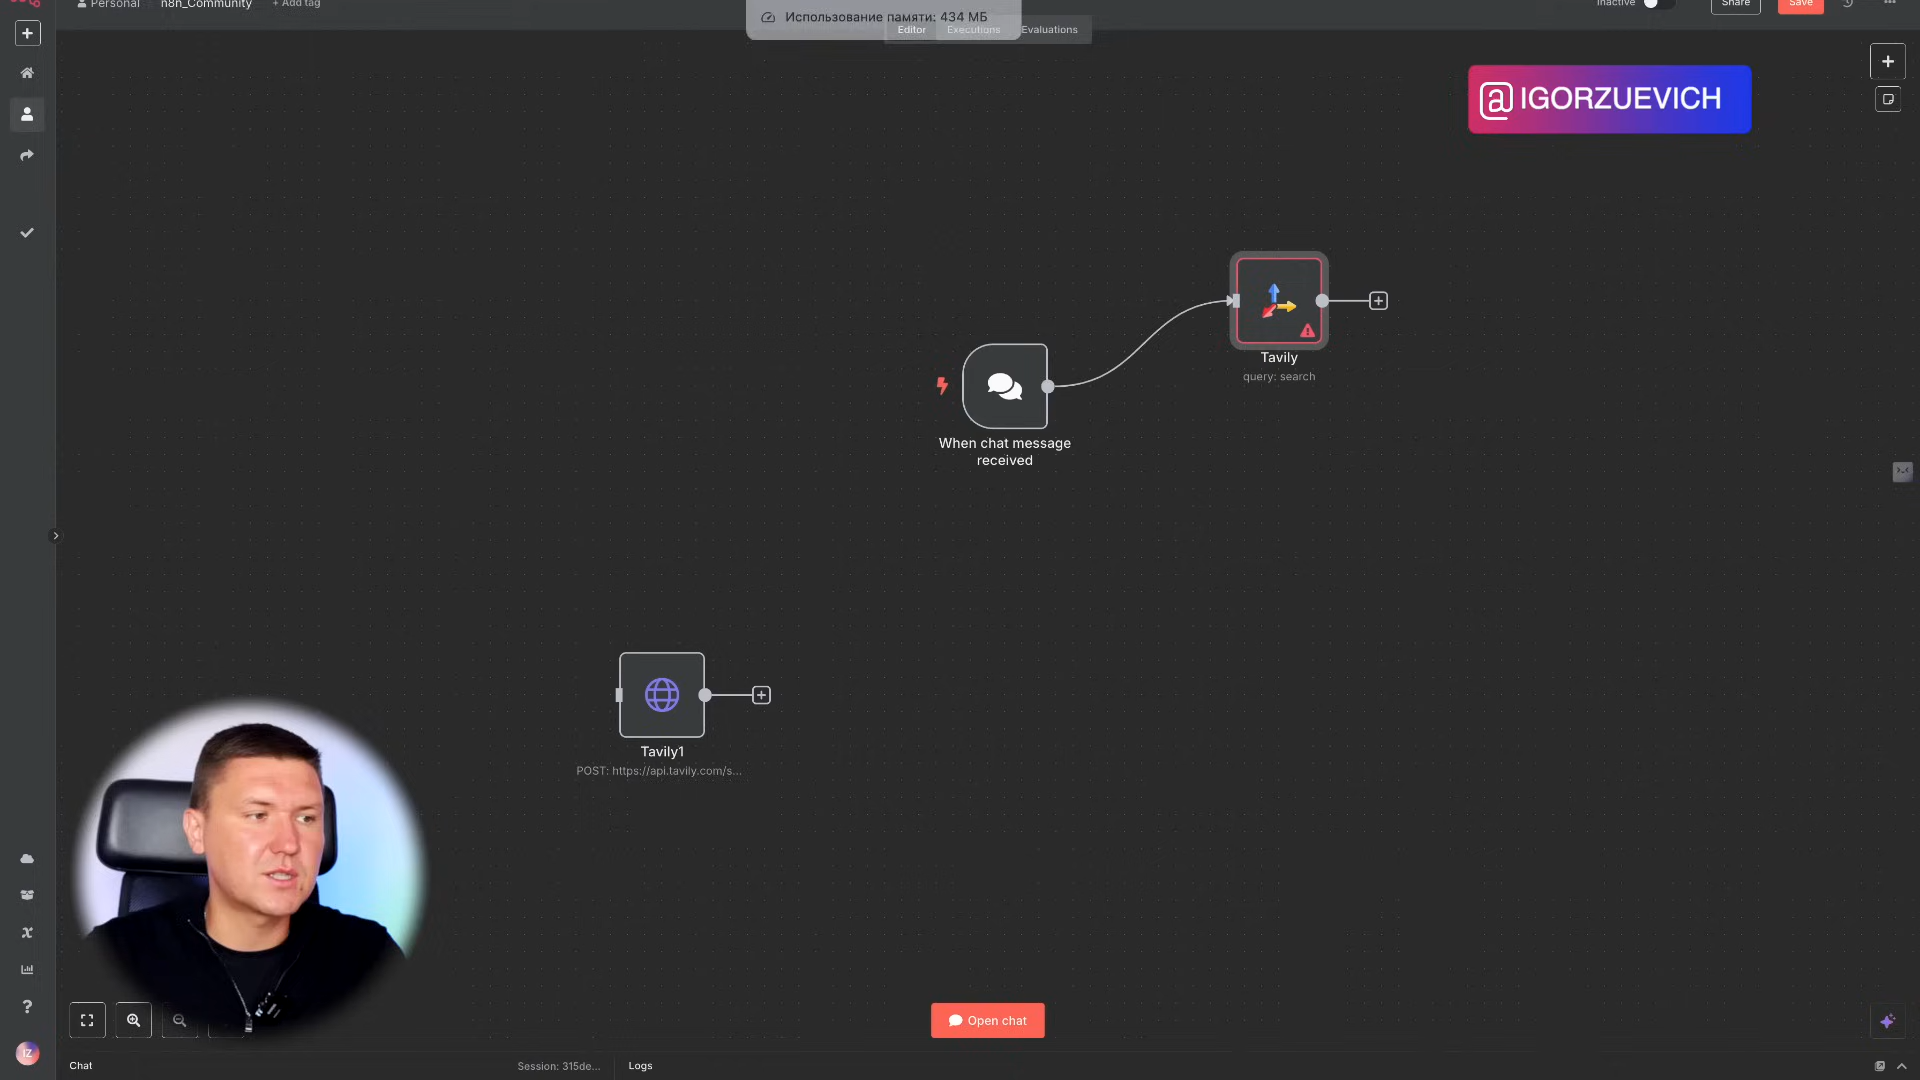 Personal
n8n_Community
+ Add tag
Использование памяти: 434 МБ
Inactive
Share
Save
Editor
Executions
Evaluations
@IGORZUEVICH
Tavily
query: search
When chat message
received
Tavily1
POST: https://api.tavily.com/s...
Open chat
IZ
Chat
Session: 315de...
Logs